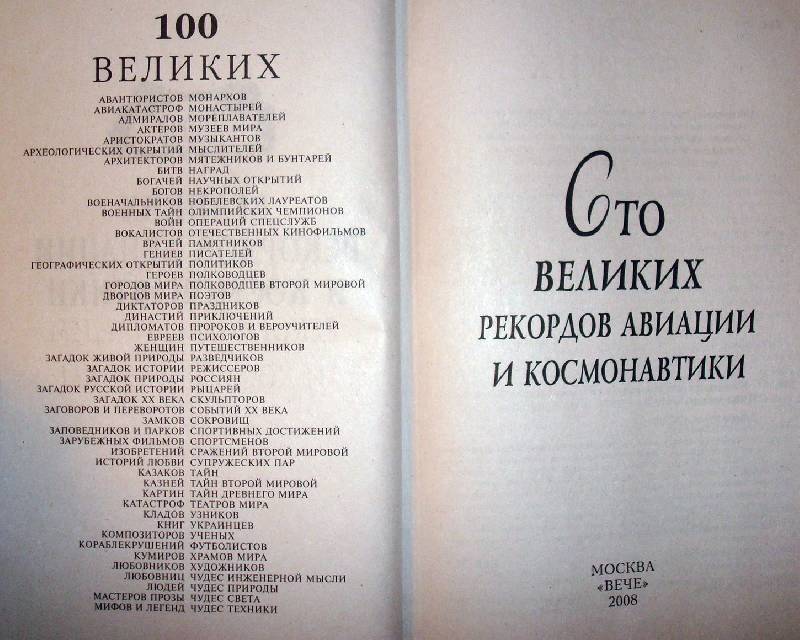 100
ВЕЛИКИХ
АВАНТЮРИСТОВ МОНАРХОВ
АВИАКАТАСТРОФ МОНАСТЫРЕЙ
АДМИРАЛОВ МОРЕПЛАВАТЕЛЕЙ
АКТЕРОВ МУЗЕЕВ МИРА
АРИСТОКРАТОВ МУЗЫКАНТОВ
АРХЕОЛОГИЧЕСКИХ ОТКРЫТИЙ МЫСЛИТЕЛЕЙ
АРХИТЕКТОРОВ МЯТЕЖНИКОВ И БУНТАРЕЙ
БИТВ НАГРАД
БОГАЧЕЙ НАУЧНЫХ ОТКРЫТИЙ
БОГОВ НЕКРОПОЛЕЙ
ВОЕНАЧАЛЬНИКОВ НОБЕЛЕВСКИХ ЛАУРЕАТОВ
ВОЕННЫХ ТАЙН ОЛИМПИЙСКИХ ЧЕМПИОНОВ
ВОЙН ОПЕРАЦИЙ СПЕЦСЛУЖБ
ВОКАЛИСТОВ ОТЕЧЕСТВЕННЫХ КИНОФИЛЬМОВ
ВРАЧЕЙ ПАМЯТНИКОВ
ГЕНИЕВ ПИСАТЕЛЕЙ
ГЕОГРАФИЧЕСКИХ ОТКРЫТИЙ ПОЛИТИКОВ
ГЕРОЕВ ПОЛКОВОДЦЕВ
ГОРОДОВ МИРА ПОЛКОВОДЦЕВ ВТОРОЙ МИРОВОЙ
ДВОРЦОВ МИРА ПОЭТОВ
ДИКТАТОРОВ ПРАЗДНИКОВ
ДИНАСТИЙ ПРИКЛЮЧЕНИЙ
ДИПЛОМАТОВ ПРОРОКОВ И ВЕРОУЧИТЕЛЕЙ
ЕВРЕЕВ ПСИХОЛОГОВ
ЖЕНЩИН ПУТЕШЕСТВЕННИКОВ
ЗАГАДОК ЖИВОЙ ПРИРОДЫ РАЗВЕДЧИКОВ
ЗАГАДОК ИСТОРИИ РЕЖИССЕРОВ
ЗАГАДОК ПРИРОДЫ РОССИЯН
ЗАГАДОК РУССКОЙ ИСТОРИИ РЫЦАРЕЙ
ЗАГАДОК XX ВЕКА СКУЛЬПТОРОВ
ЗАГОВОРОВ И ПЕРЕВОРОТОВ СОБЫТИЙ XX ВЕКА
ЗАМКОВ СОКРОВИЩ
ЗАПОВЕДНИКОВ И ПАРКОВ СПОРТИВНЫХ ДОСТИЖЕНИЙ
ЗАРУБЕЖНЫХ ФИЛЬМОВ СПОРТСМЕНОВ
ИЗОБРЕТЕНИЙ СРАЖЕНИЙ ВТОРОЙ МИРОВОЙ
ИСТОРИЙ ЛЮБВИ СУПРУЖЕСКИХ ПАР
КАЗАКОВ ТАЙН
КАЗНЕЙ ТАЙН ВТОРОЙ МИРОВОЙ
КАРТИН ТАЙН ДРЕВНЕГО МИРА
КАТАСТРОФ ТЕАТРОВ МИРА
КЛАДОВ УЗНИКОВ
КНИГ УКРАИНЦЕВ
КОМПОЗИТОРОВ УЧЕНЫХ
КОРАБЛЕКРУШЕНИЙ ФУТБОЛИСТОВ
КУМИРОВ ХРАМОВ МИРА
ЛЮБОВНИКОВ ХУДОЖНИКОВ
ЛЮБОВНИЦ ЧУДЕС ИНЖЕНЕРНОЙ МЫСЛИ
ЛЮДЕЙ ЧУДЕС ПРИРОДЫ
МАСТЕРОВ ПРОЗЫ ЧУДЕС СВЕТА
МИФОВ И ЛЕГЕНД ЧУДЕС ТЕХНИКИ
Сто
ВЕЛИКИХ
РЕКОРДОВ АВИАЦИИ
И КОСМОНАВТИКИ
МОСКВА
«ВЕЧЕ»
2008